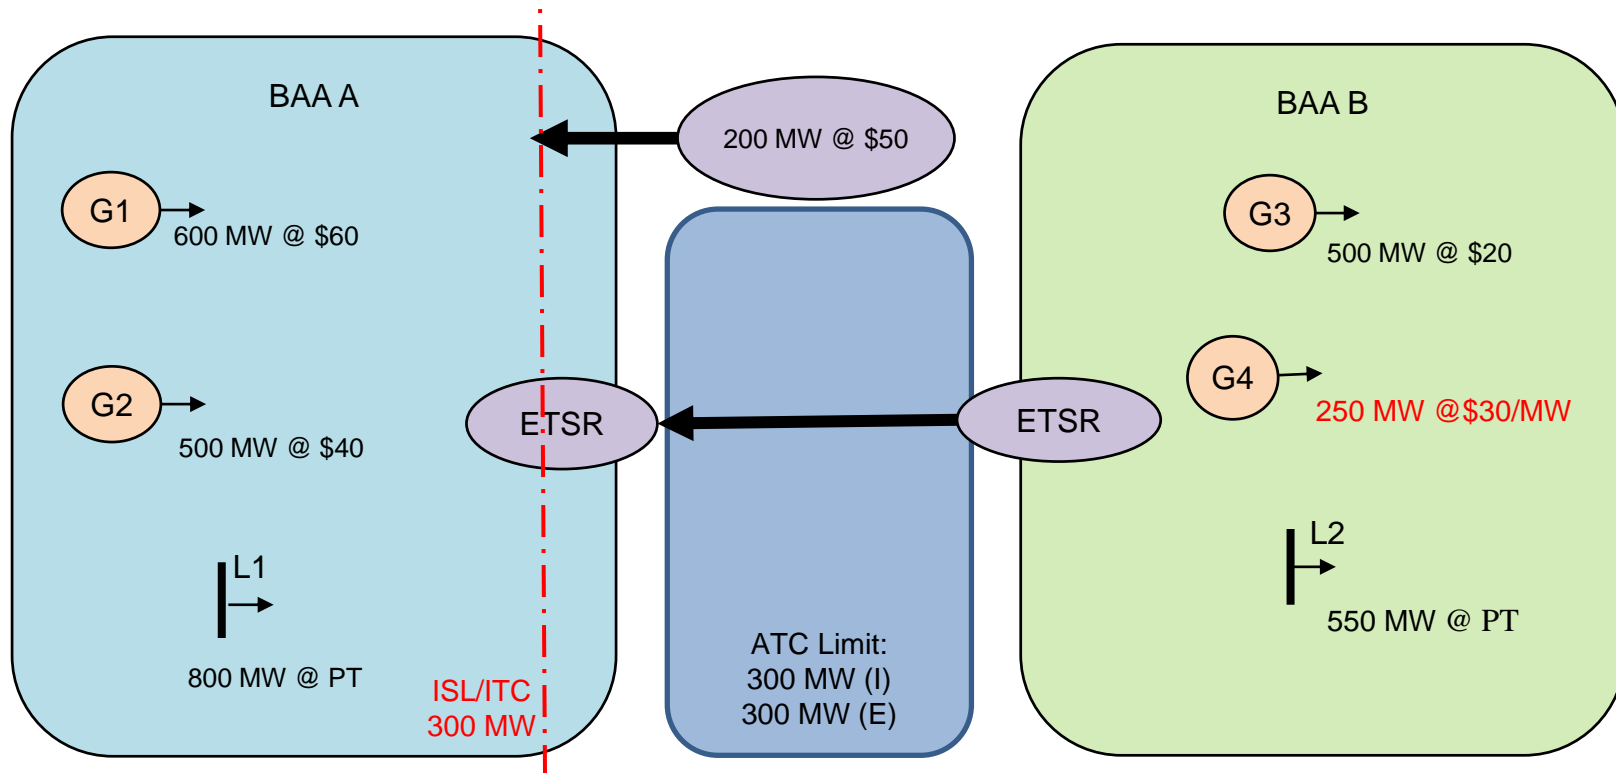 BAA A
BAA B
200 MW @ $50
G1
600 MW @ $60
G3
500 MW @ $20
G2
500 MW @ $40
ETSR
ETSR
G4
250 MW @$30/MW
L1
800 MW @ PT
L2
550 MW @ PT
ISL/ITC
300 MW
ATC Limit:
300 MW (I)
300 MW (E)